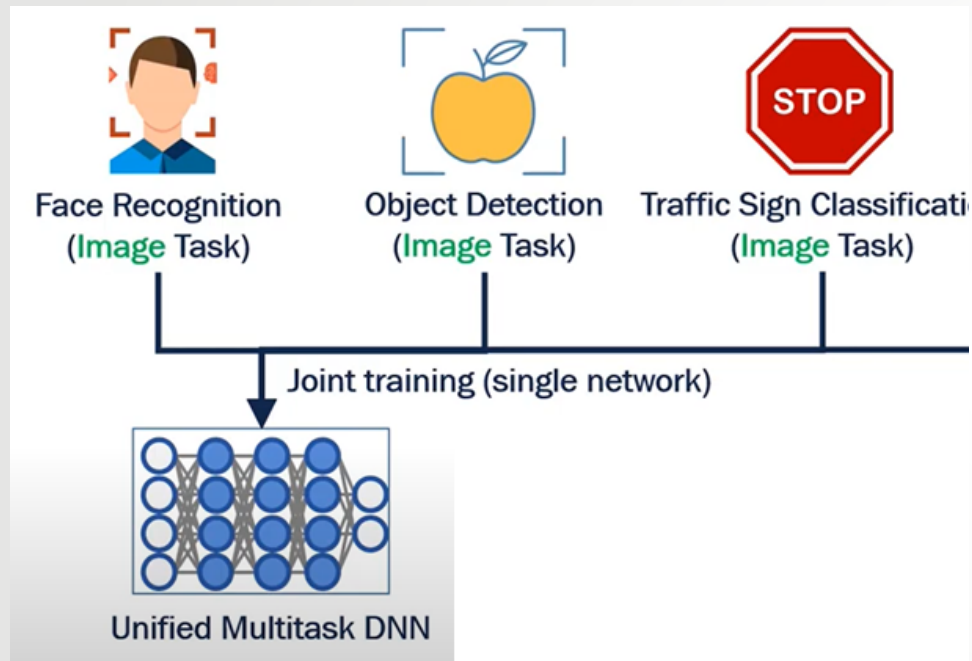 STOP
Face Recognition
(Image Task)
Object Detection
(Image Task)
Traffic Sign Classificati
(Image Task)
Joint training (single network)
Unified Multitask DNN